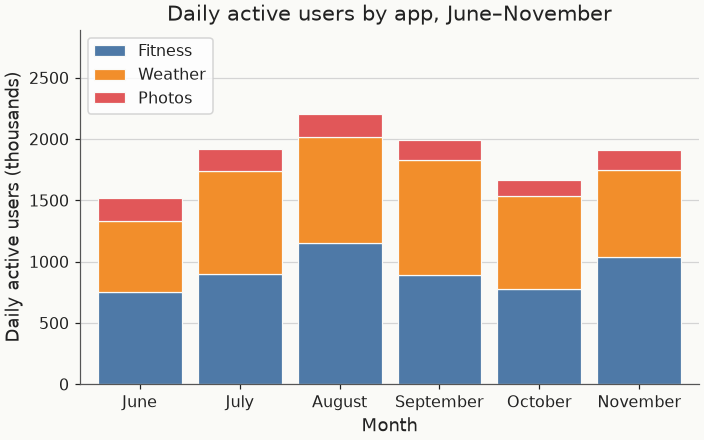 Daily active users by app, June–November
Fitness
Weather
Photos
Daily active users (thousands)
2500
2000
1500
1000
500
0
June July August September October November
Month